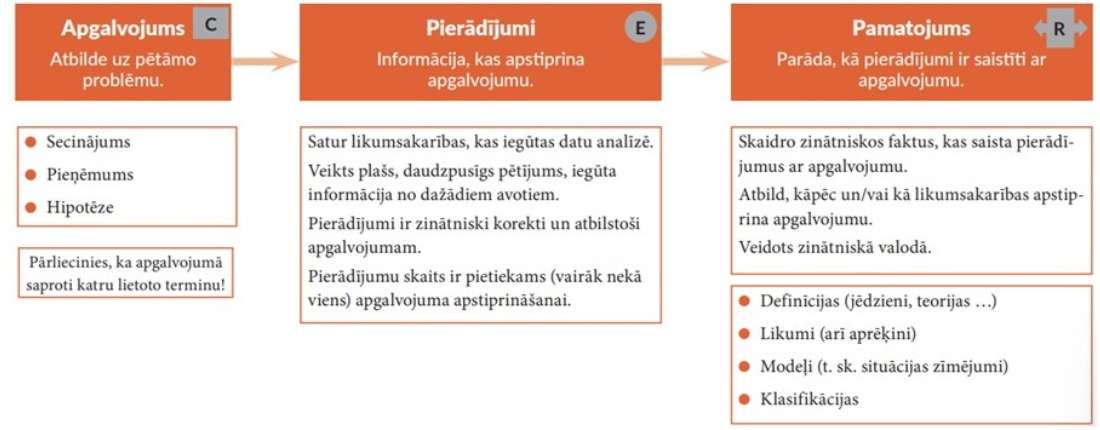 Apgalvojums
C
Atbilde uz pētāmo
problēmu.
Secinājums
Pieņēmums
Hipotēze
Pārliecinies, ka apgalvojumā
saproti katru lietoto terminu!
Pierādījumi
E
Informācija, kas apstiprina
apgalvojumu.
Satur likumsakarības, kas iegūtas datu analīzē.
Veikts plašs, daudzpusīgs pētījums, iegūta
informācija no dažādiem avotiem.
Pierādījumi ir zinātniski korekti un atbilstoši
apgalvojumam.
Pierādījumu skaits ir pietiekams (vairāk nekā
viens) apgalvojuma apstiprināšanai.
Pamatojums
R
Parāda, kā pierādījumi ir saistīti ar
apgalvojumu.
Skaidro zinātniskos faktus, kas saista pierādī-
jumus ar apgalvojumu.
Atbild, kāpēc un/vai kā likumsakarības apstip-
rina apgalvojumu.
Veidots zinātniskā valodā.
Definīcijas (jēdzieni, teorijas ...)
Likumi (arī aprēķini)
Modeļi (t. sk. situācijas zīmējumi)
Klasifikācijas